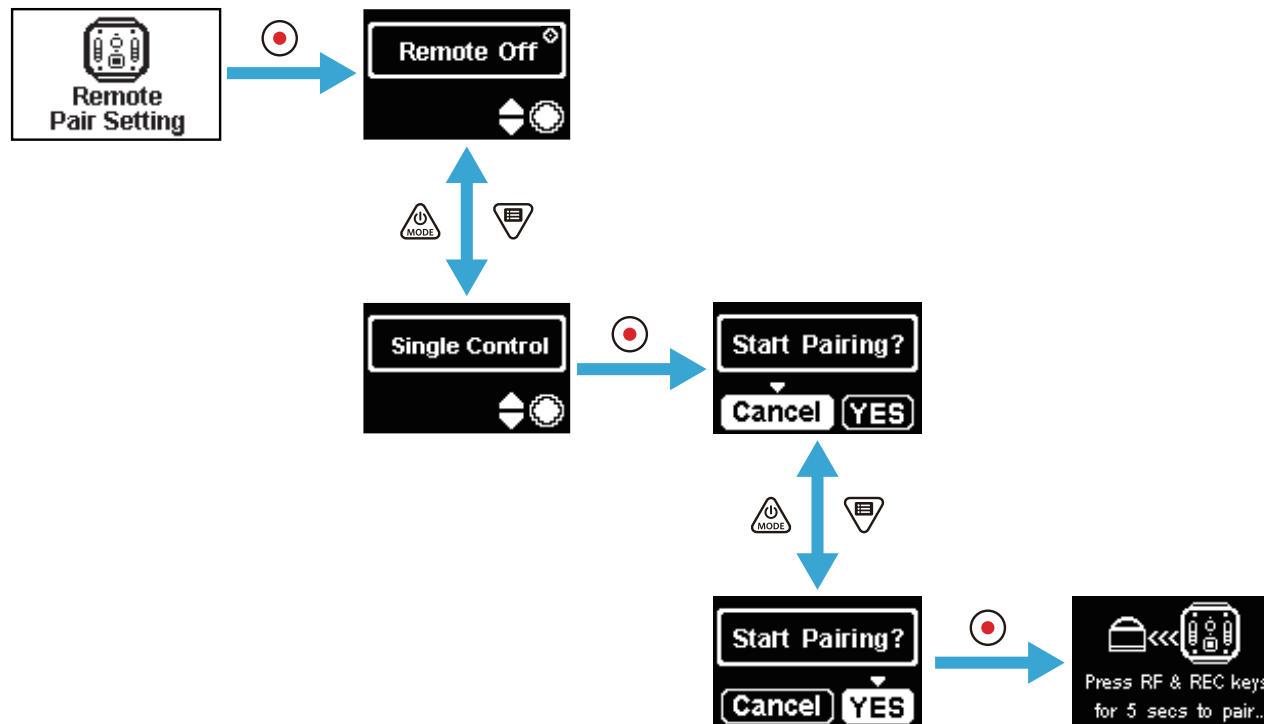 Remote
Pair Setting
Remote Off
MODE
Single Control
Start Pairing?
Cancel YES
MODE
Start Pairing?
Cancel YES
Press RF & REC keys
for 5 secs to pair..